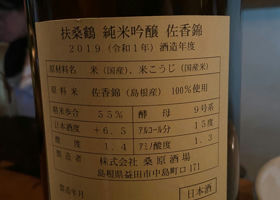 扶桑鶴 純米吟醸 佐香錦
2019（令和1年）酒造年度
原材料名 米（国産）、米こうじ（国産米）
原料米 佐香錦（島根産）100％使用
精米歩合 55％ 酵母 9号系
日本酒度 +6.5 アルコール分 15度
酸度 1.4 アミノ酸度 1.3
製造者 株式会社 桑原酒場
島根県益田市中島町ロ171
製造年月
日本酒